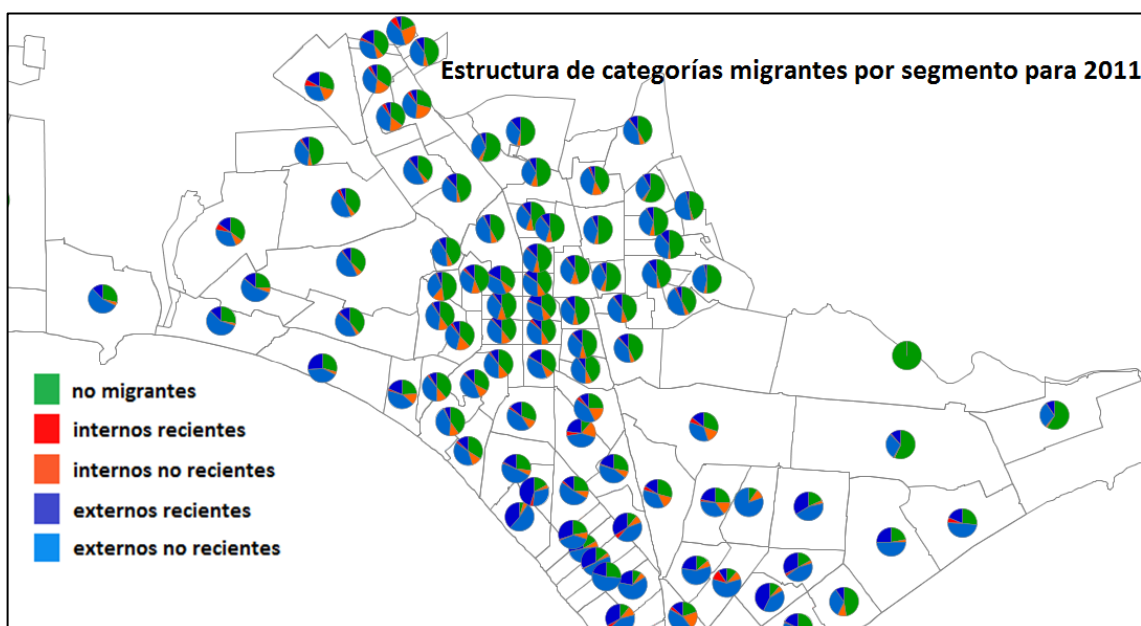 Estructura de categorías migrantes por segmento para 2011
no migrantes
internos recientes
internos no recientes
externos recientes
externos no recientes